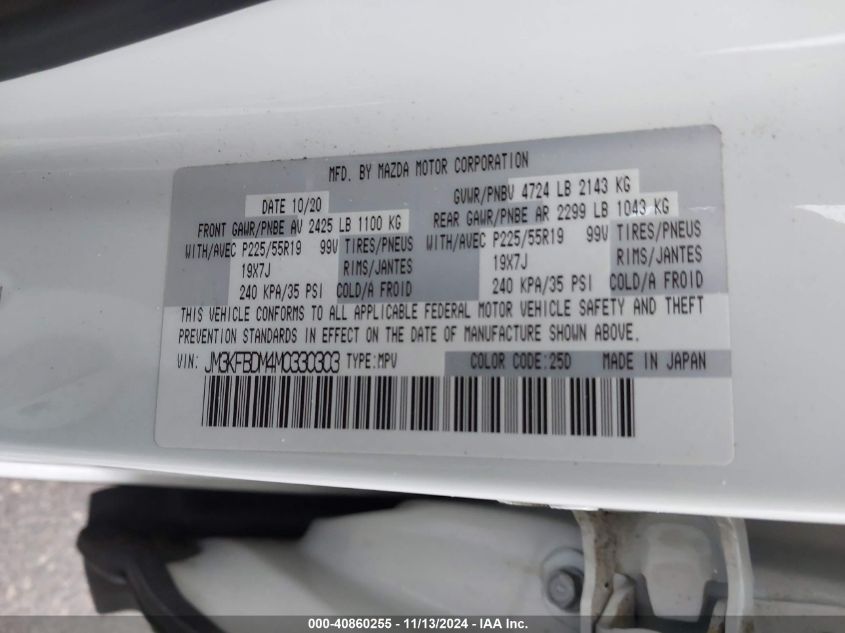 MFD. BY MAZDA MOTOR CORPORATION
DATE 10/20 GVWR/PNBV 4724 LB 2143 KG
FRONT GAWR/PNBE AV 2425 LB 1100 KG REAR GAWR/PNBE AR 2299 LB 1043 KG
WITH/AVEC P225/55R19 99V TIRES/PNEUS WITH/AVEC P225/55R19 99V TIRES/PNEUS
19X7J RIMS/JANTES 19X7J RIMS/JANTES
240 KPA/35 PSI COLD/A FROID 240 KPA/35 PSI COLD/A FROID
THIS VEHICLE CONFORMS TO ALL APPLICABLE FEDERAL MOTOR VEHICLE SAFETY AND THEFT
PREVENTION STANDARDS IN EFFECT ON THE DATE OF MANUFACTURE SHOWN ABOVE.
VIN: JM3KFBDM4M0330303 TYPE:MPV COLOR CODE:25D MADE IN JAPAN
000-40860255 - 11/13/2024 - IAA Inc.